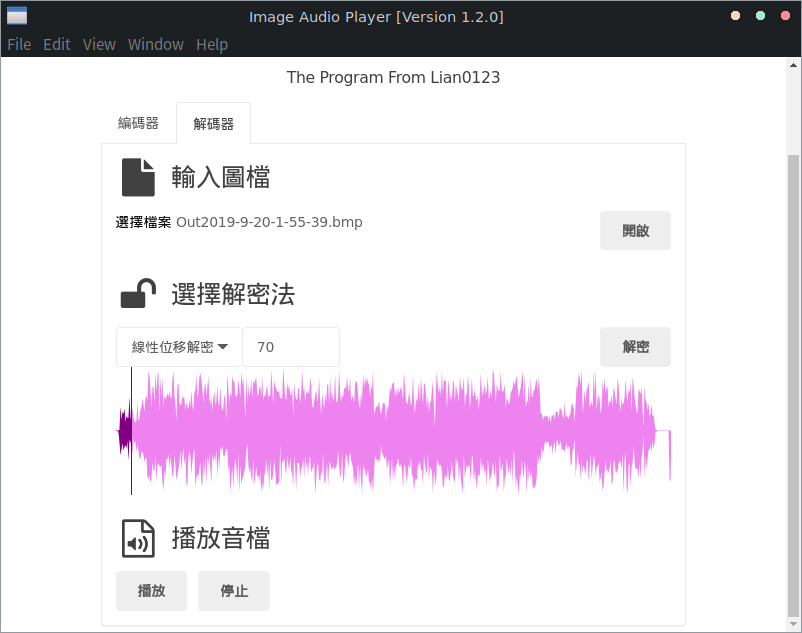 Image Audio Player [Version 1.2.0]
File Edit View Window Help
The Program From Lian0123
編碼器 解碼器
輸入圖檔
選擇檔案 Out2019-9-20-1-55-39.bmp 開啟
選擇解密法
線性位移解密 70 解密
播放音檔
播放 停止